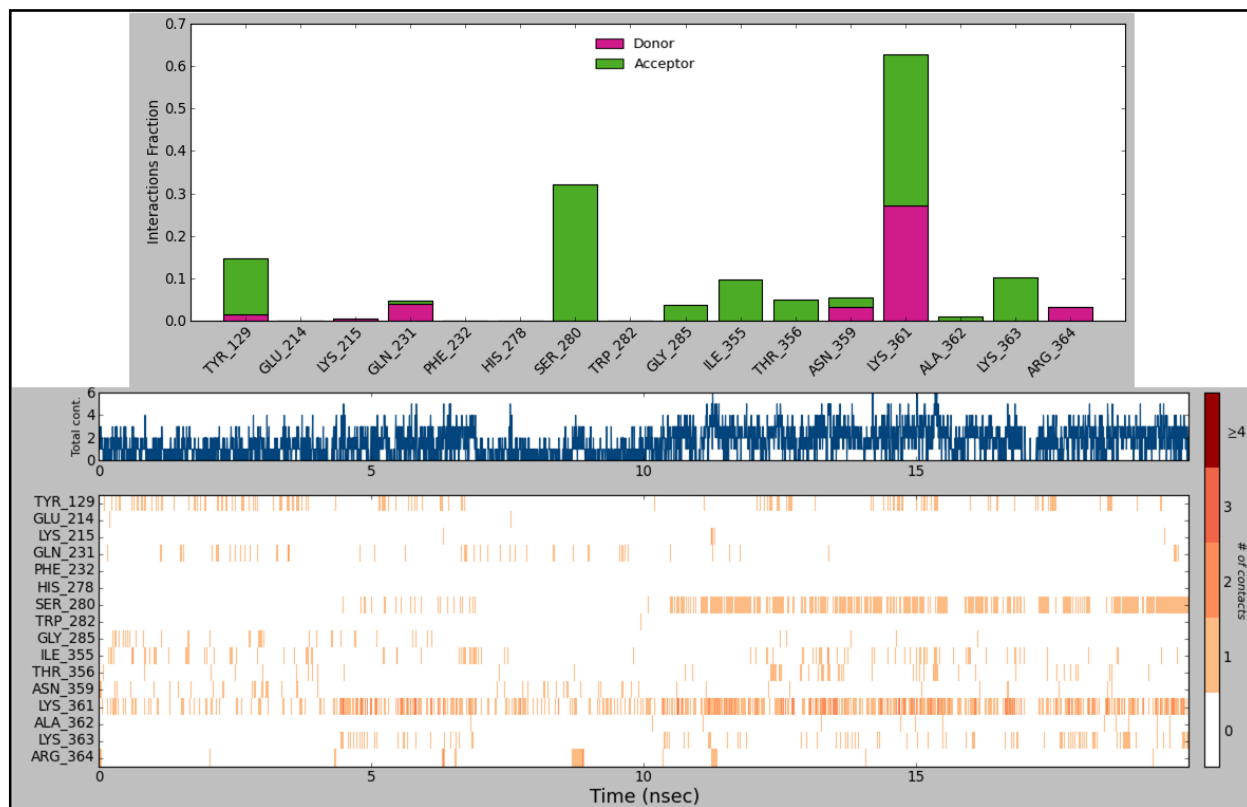 0.7
0.6
0.5
0.4
0.3
0.2
0.1
0.0
Interactions Fraction
Donor
Acceptor
TYR_129
GLU_214
LYS_215
GLN_231
PHE_232
HIS_278
SER_280
TRP_282
GLY_285
ILE_355
THR_356
ASN_359
LYS_361
ALA_362
LYS_363
ARG_364
Total cont.
6
4
2
0
0 5 10 15
TYR_129
GLU_214
LYS_215
GLN_231
PHE_232
HIS_278
SER_280
TRP_282
GLY_285
ILE_355
THR_356
ASN_359
LYS_361
ALA_362
LYS_363
ARG_364
0 5 10 15
Time (nsec)
≥4
3
2
1
0
# of contacts